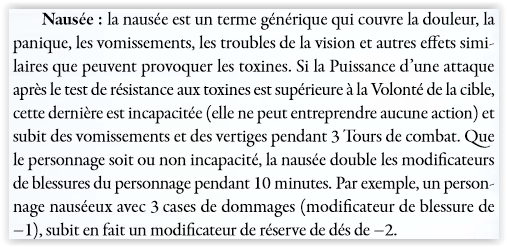 Nausée : la nausée est un terme générique qui couvre la douleur, la
panique, les vomissements, les troubles de la vision et autres effets simi-
laires que peuvent provoquer les toxines. Si la Puissance d'une attaque
après le test de résistance aux toxines est supérieure à la Volonté de la cible,
cette dernière est incapacitée (elle ne peut entreprendre aucune action) et
subit des vomissements et des vertiges pendant 3 Tours de combat. Que
le personnage soit ou non incapacité, la nausée double les modificateurs
de blessures du personnage pendant 10 minutes. Par exemple, un person-
nage nauséeux avec 3 cases de dommages (modificateur de blessure de
−1), subit en fait un modificateur de réserve de dés de −2.